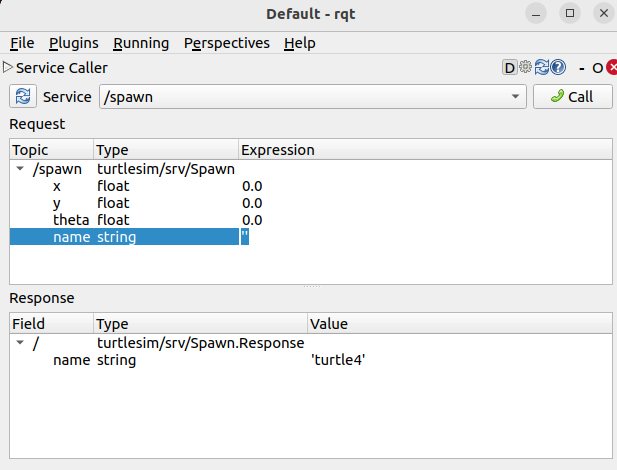 Default - rqt
File Plugins Running Perspectives Help
Service Caller D - O
Service /spawn Call
Request
Topic Type Expression
/spawn turtlesim/srv/Spawn
x float 0.0
y float 0.0
theta float 0.0
name string ''
Response
Field Type Value
/ turtlesim/srv/Spawn.Response
name string 'turtle4'